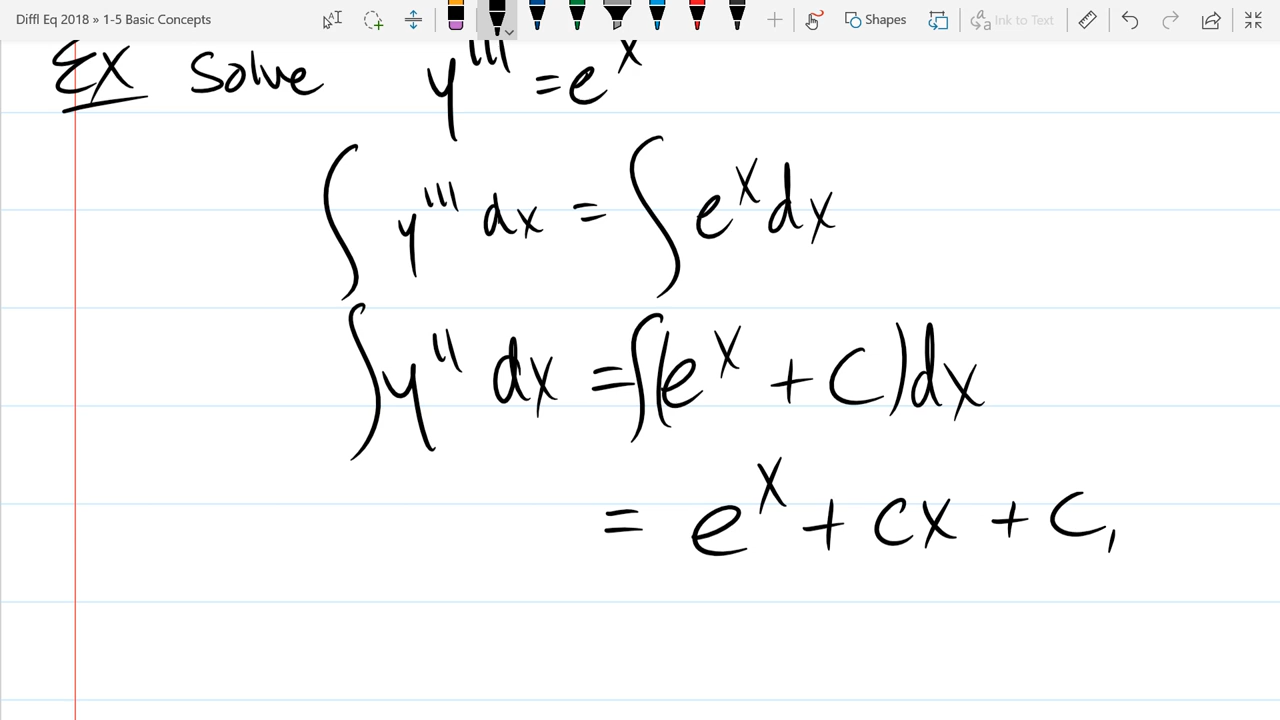 Diffl Eq 2018 » 1-5 Basic Concepts
Shapes
Ink to Text
Ex Solve y''' = e^x
∫ y''' dx = ∫ e^x dx
∫ y'' dx = ∫(e^x + C) dx
= e^x + Cx + C₁